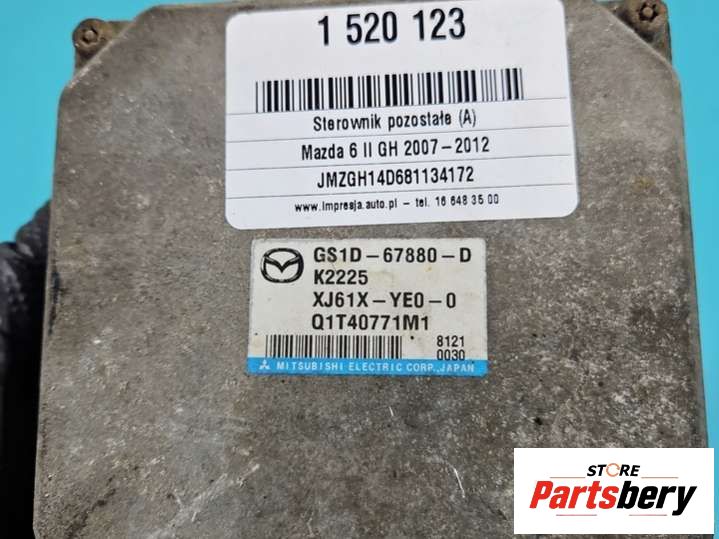 1 520 123
Sterownik pozostałe (A)
Mazda 6 II GH 2007-2012
JMZGH14D681134172
www.impresja.auto.pl - tel. 16 648 35 00
GS1D-67880-D
K2225
XJ61X-YE0-0
Q1T40771M1
8121
0030
MITSUBISHI ELECTRIC CORP., JAPAN
STORE
Partsbery